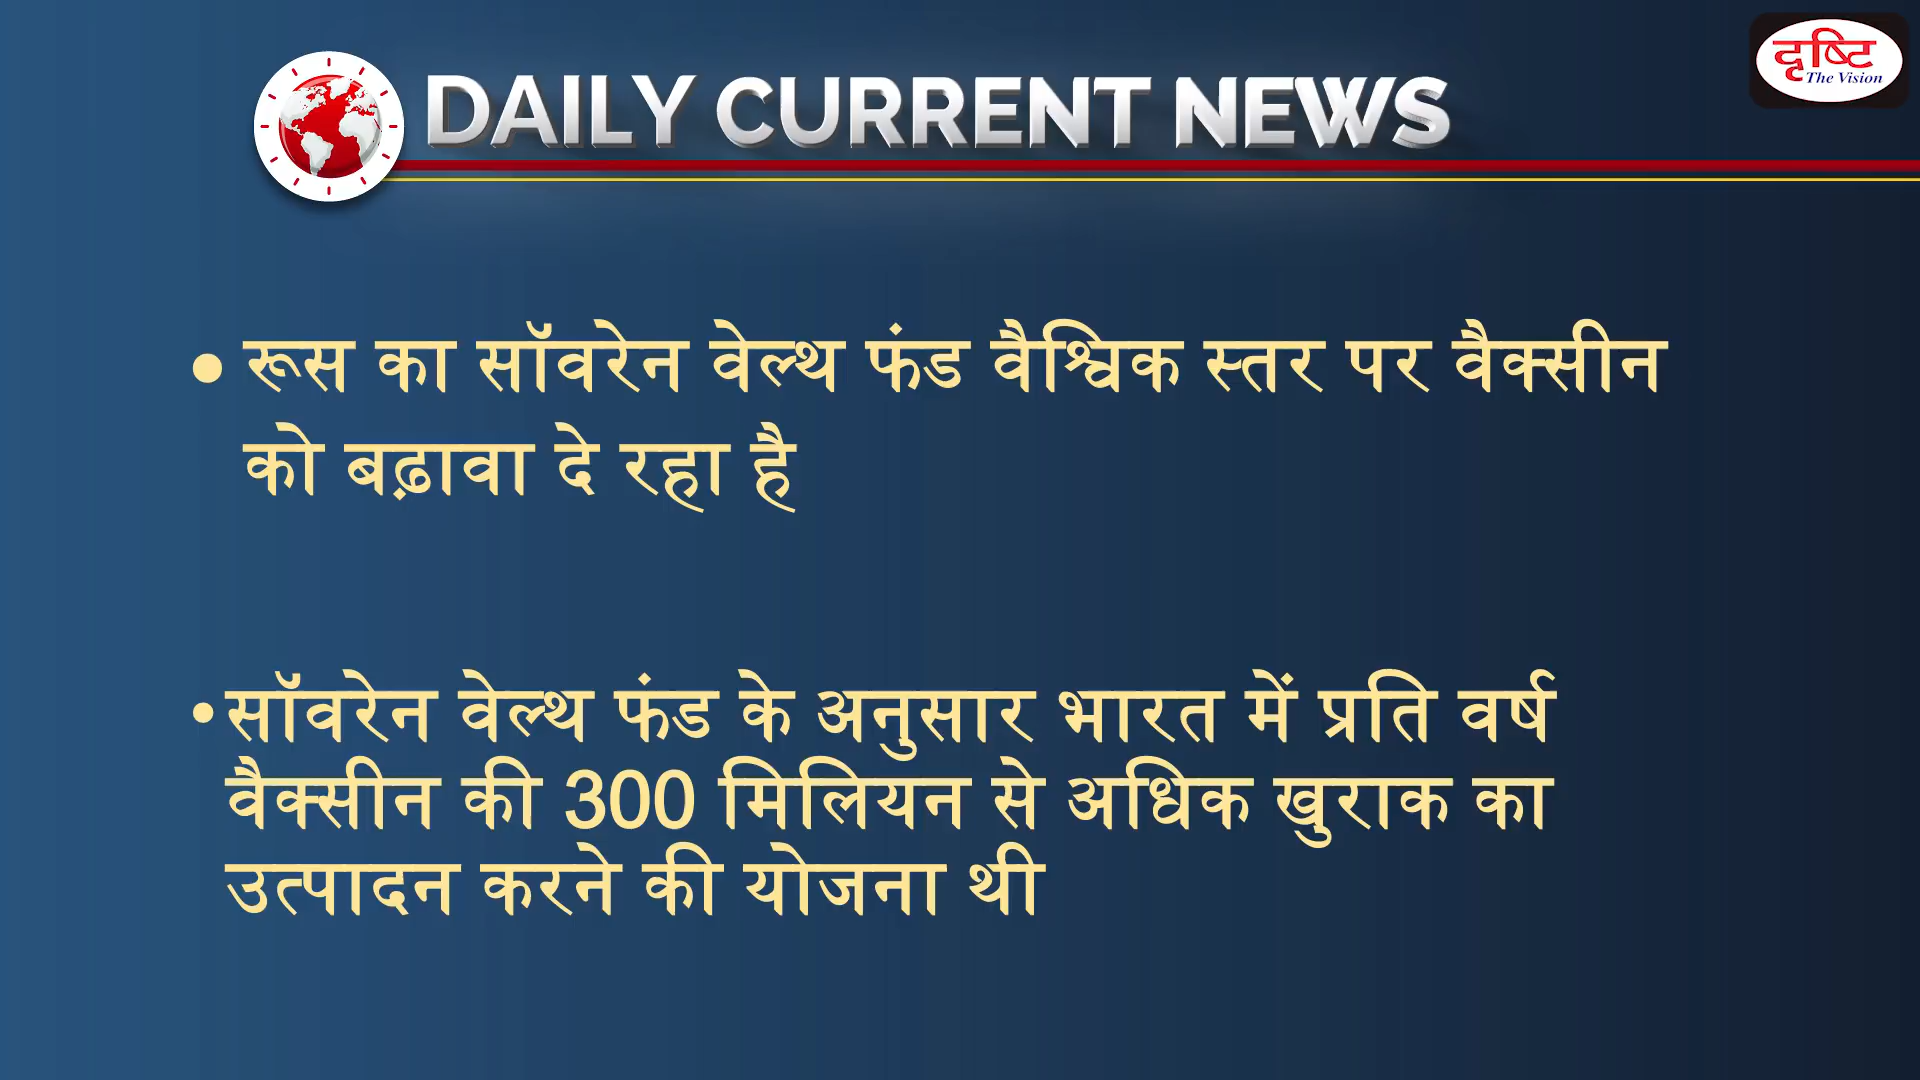 दृष्टि
The Vision
DAILY CURRENT NEWS
• रूस का सॉवरेन वेल्थ फंड वैश्विक स्तर पर वैक्सीन
को बढ़ावा दे रहा है
• सॉवरेन वेल्थ फंड के अनुसार भारत में प्रति वर्ष
वैक्सीन की 300 मिलियन से अधिक खुराक का
उत्पादन करने की योजना थी